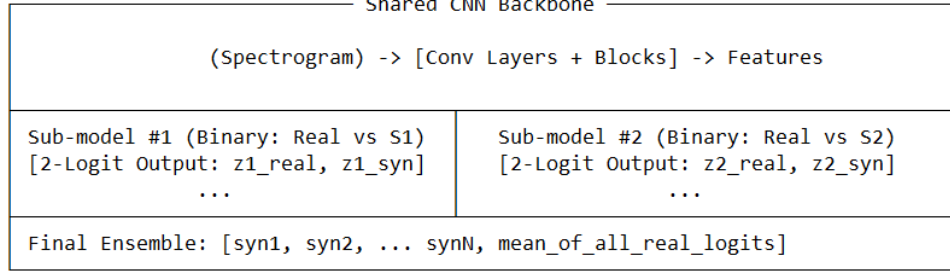 Shared CNN Backbone
(Spectrogram) -> [Conv Layers + Blocks] -> Features
Sub-model #1 (Binary: Real vs S1)
[2-Logit Output: z1_real, z1_syn]
...
Sub-model #2 (Binary: Real vs S2)
[2-Logit Output: z2_real, z2_syn]
...
Final Ensemble: [syn1, syn2, ... synN, mean_of_all_real_logits]